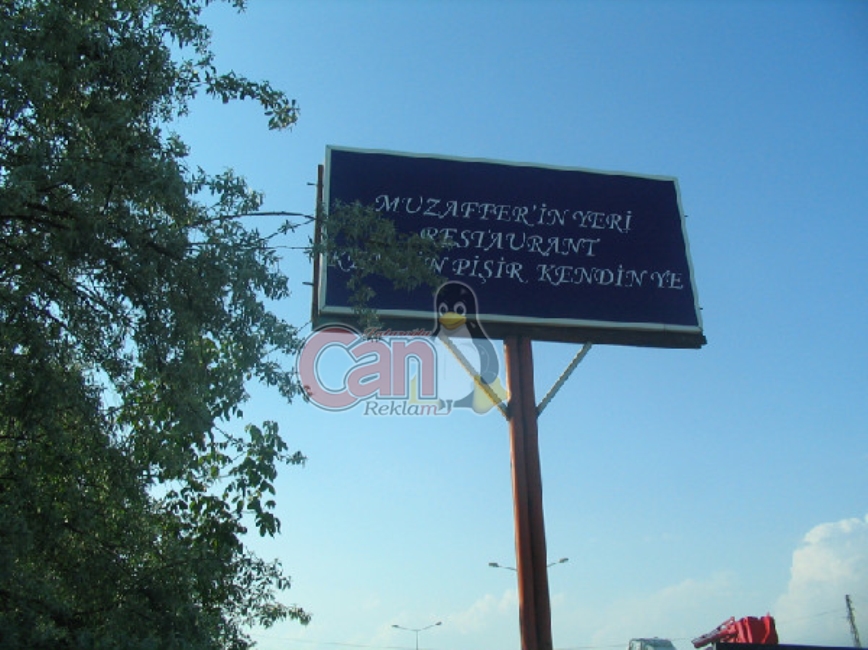 MUZAFFER'İN YERİ
RESTAURANT
PİŞİR KENDİN YE
Can
Reklam